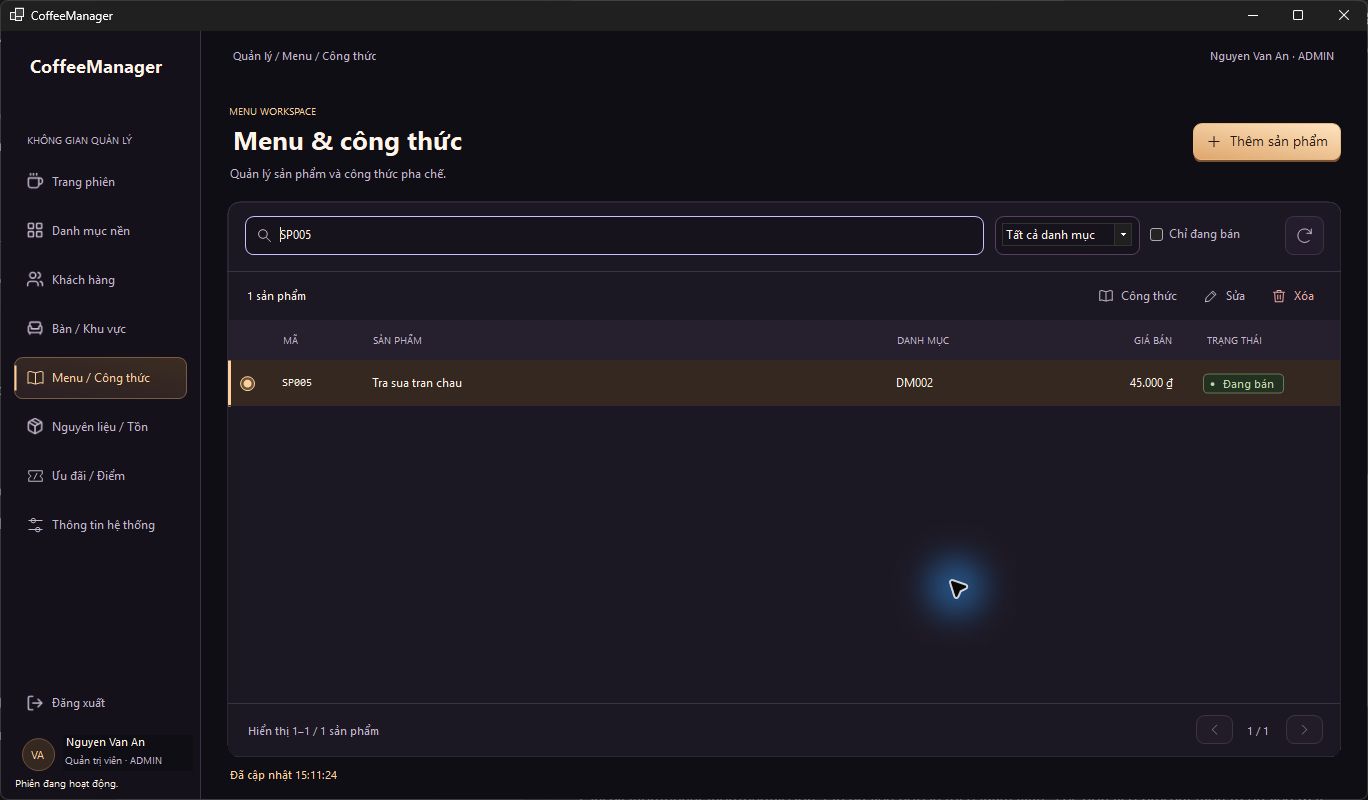 CoffeeManager
CoffeeManager
Quản lý / Menu / Công thức
Nguyen Van An · ADMIN
KHÔNG GIAN QUẢN LÝ
Trang phiên
Danh mục nền
Khách hàng
Bàn / Khu vực
Menu / Công thức
Nguyên liệu / Tồn
Ưu đãi / Điểm
Thông tin hệ thống
Đăng xuất
VA
Nguyen Van An
Quản trị viên · ADMIN
Phiên đang hoạt động.
MENU WORKSPACE
Menu & công thức
Quản lý sản phẩm và công thức pha chế.
+ Thêm sản phẩm
SP005
Tất cả danh mục
Chỉ đang bán
1 sản phẩm
Công thức
Sửa
Xóa
MÃ SẢN PHẨM DANH MỤC GIÁ BÁN TRẠNG THÁI
SP005 Tra sua tran chau DM002 45.000 ₫ • Đang bán
Hiển thị 1–1 / 1 sản phẩm
1 / 1
Đã cập nhật 15:11:24